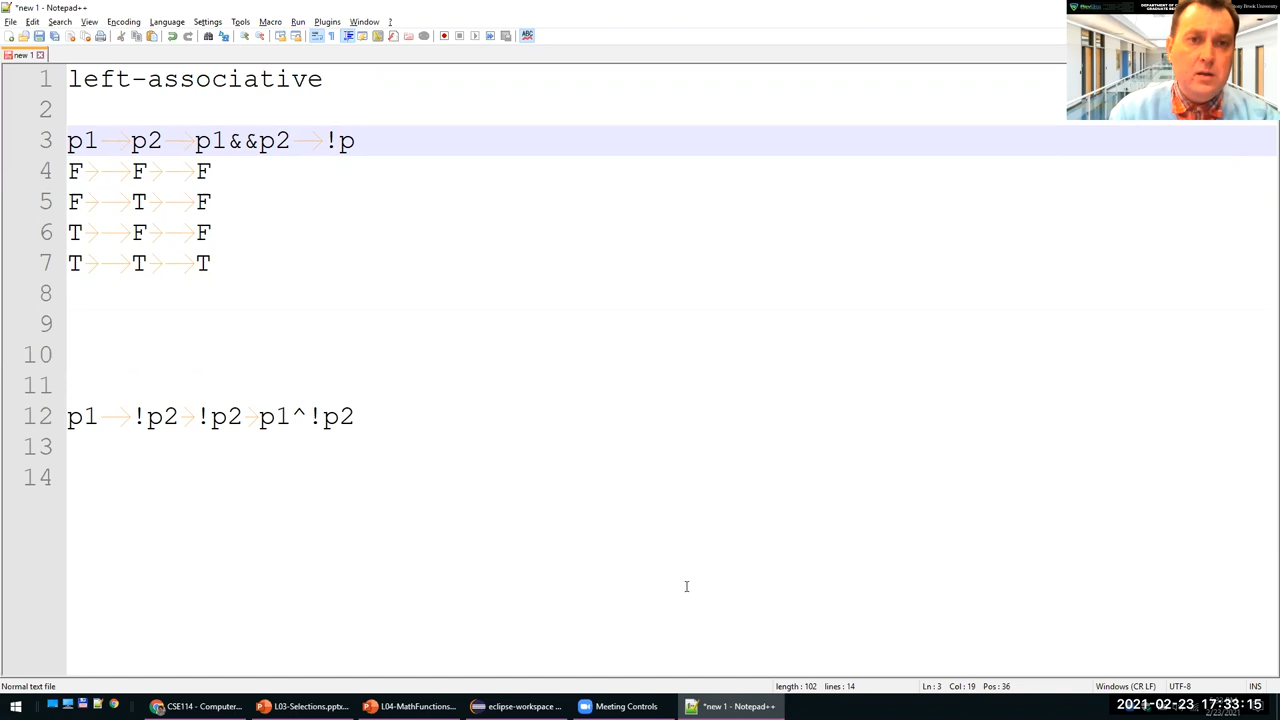 *new 1 - Notepad++
File Edit Search View Encoding Language Settings Tools Macro Run Plugins Window ?
new 1
1 left-associative
2
3 p1 p2 p1&&p2 !p
4 F F F
5 F T F
6 T F F
7 T T T
8
9
10
11
12 p1 !p2 !p2 p1^!p2
13
14
Normal text file length : 102 lines : 14 Ln : 3 Col : 19 Pos : 36 Windows (CR LF) UTF-8 INS
CSE114 - Computer... L03-Selections.pptx... L04-MathFunctions... eclipse-workspace ... Meeting Controls *new 1 - Notepad++
2021-02-23 17:33:15